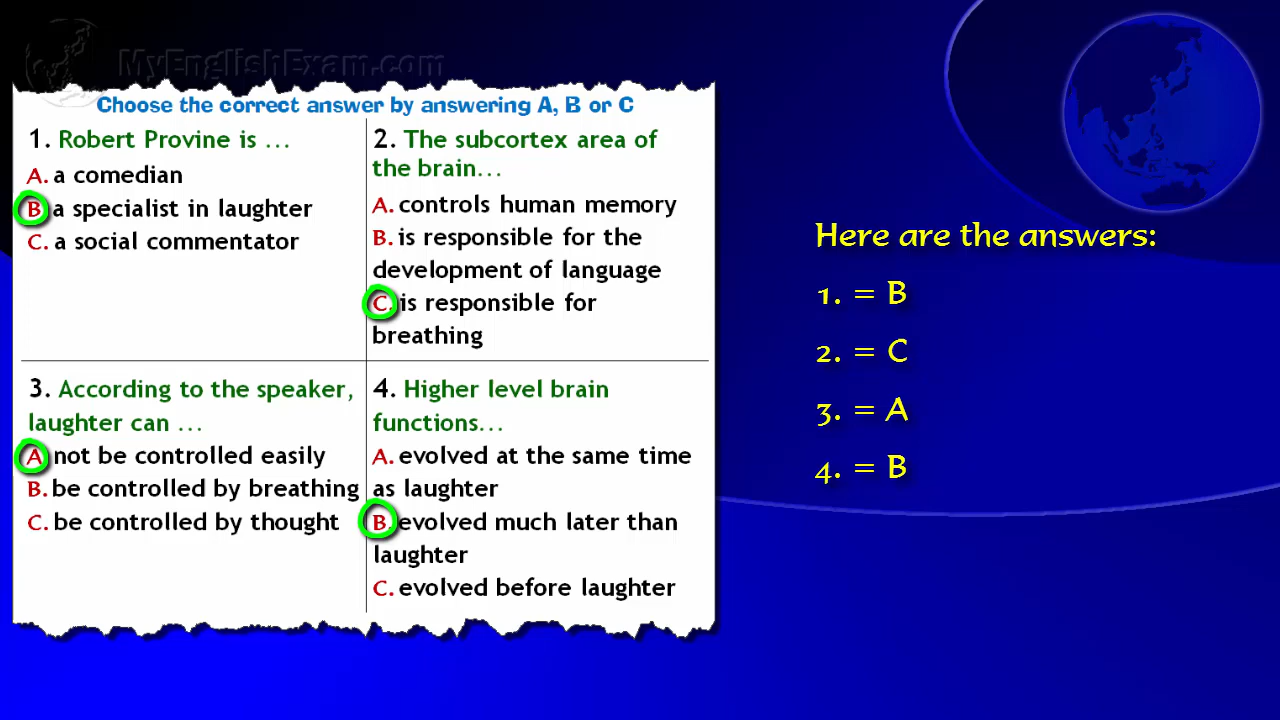 MyEnglishExam.com
Choose the correct answer by answering A, B or C
1. Robert Provine is ...
A. a comedian
B a specialist in laughter
C. a social commentator
2. The subcortex area of
the brain...
A. controls human memory
B. is responsible for the
development of language
C. is responsible for
breathing
3. According to the speaker,
laughter can ...
A not be controlled easily
B. be controlled by breathing
C. be controlled by thought
4. Higher level brain
functions...
A. evolved at the same time
as laughter
B. evolved much later than
laughter
C. evolved before laughter
Here are the answers:
1. = B
2. = C
3. = A
4. = B